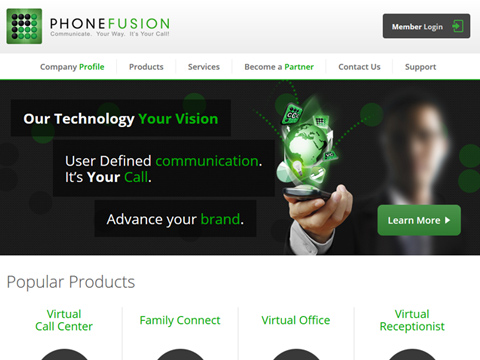 PHONEFUSION
Communicate. Your Way. It's Your Call!
Member Login
Company Profile
Products
Services
Become a Partner
Contact Us
Support
Our Technology Your Vision
User Defined communication.
It's Your Call.
Advance your brand.
Learn More
Popular Products
Virtual
Call Center
Family Connect
Virtual Office
Virtual
Receptionist